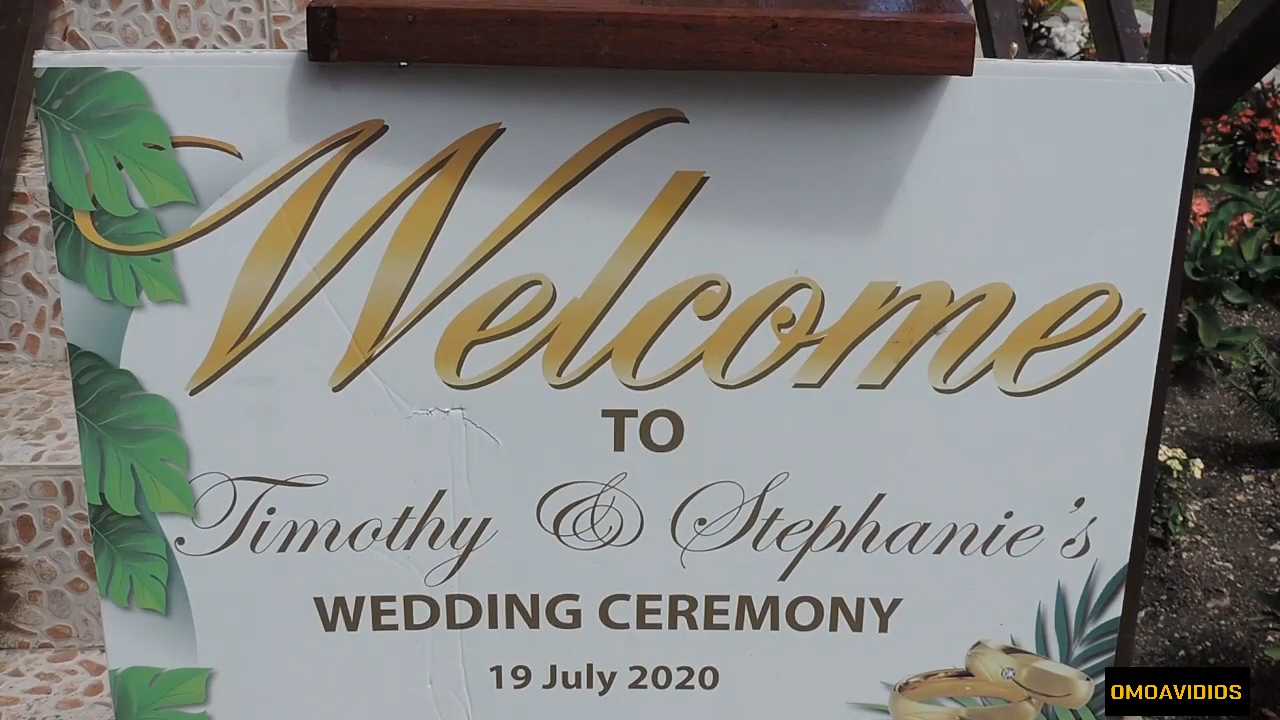 Welcome
TO
Timothy & Stephanie's
WEDDING CEREMONY
19 July 2020
OMOAVIDIOS